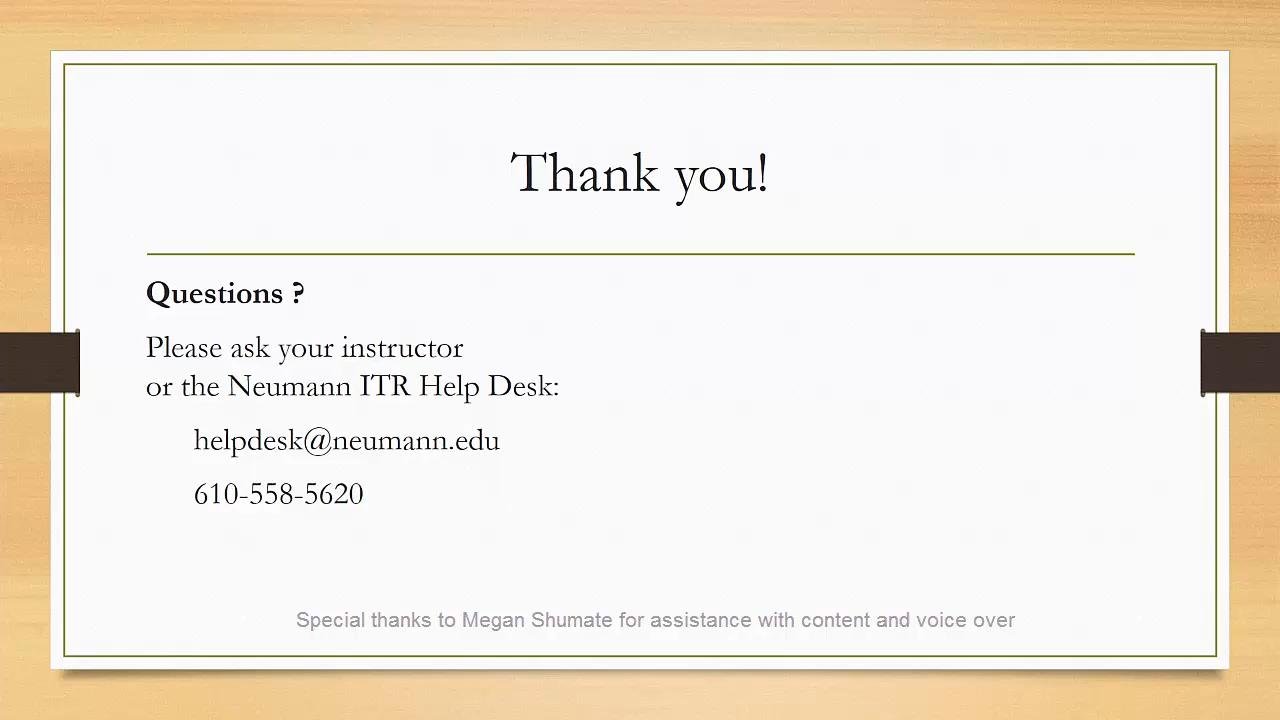 Thank you!
Questions ?
Please ask your instructor
or the Neumann ITR Help Desk:
helpdesk@neumann.edu
610-558-5620
Special thanks to Megan Shumate for assistance with content and voice over